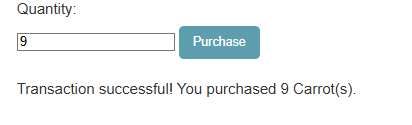 Quantity:
9 Purchase
Transaction successful! You purchased 9 Carrot(s).